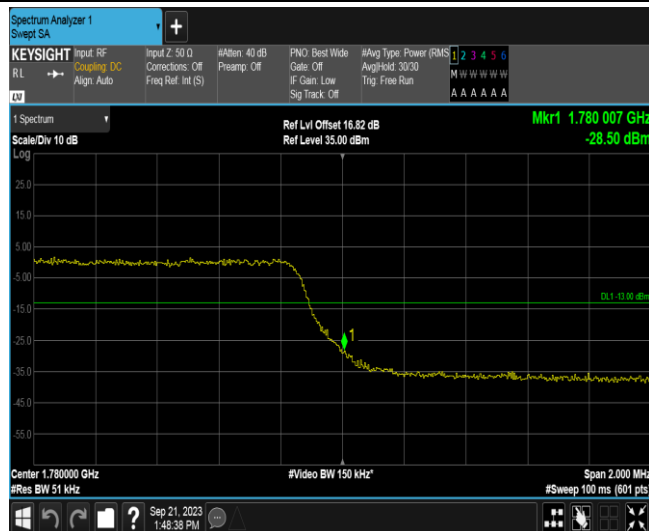 Spectrum Analyzer 1
Swept SA
+
KEYSIGHT
RL
Input: RF
Coupling: DC
Align: Auto
Input Z: 50 Ω
Corrections: Off
Freq Ref: Int (S)
#Atten: 40 dB
Preamp: Off
PNO: Best Wide
Gate: Off
IF Gain: Low
Sig Track: Off
#Avg Type: Power (RMS
Avg|Hold: 30/30
Trig: Free Run
1 2 3 4 5 6
M W W W W W
A A A A A A
1 Spectrum
Scale/Div 10 dB
Log
Ref Lvl Offset 16.82 dB
Ref Level 35.00 dBm
Mkr1 1.780 007 GHz
-28.50 dBm
25.0
15.0
5.00
-5.00
-15.0
-25.0
-35.0
-45.0
-55.0
DL1 -13.00 dBm
1
Center 1.780000 GHz
#Res BW 51 kHz
#Video BW 150 kHz*
Span 2.000 MHz
#Sweep 100 ms (601 pts)
?
Sep 21, 2023
1:48:38 PM